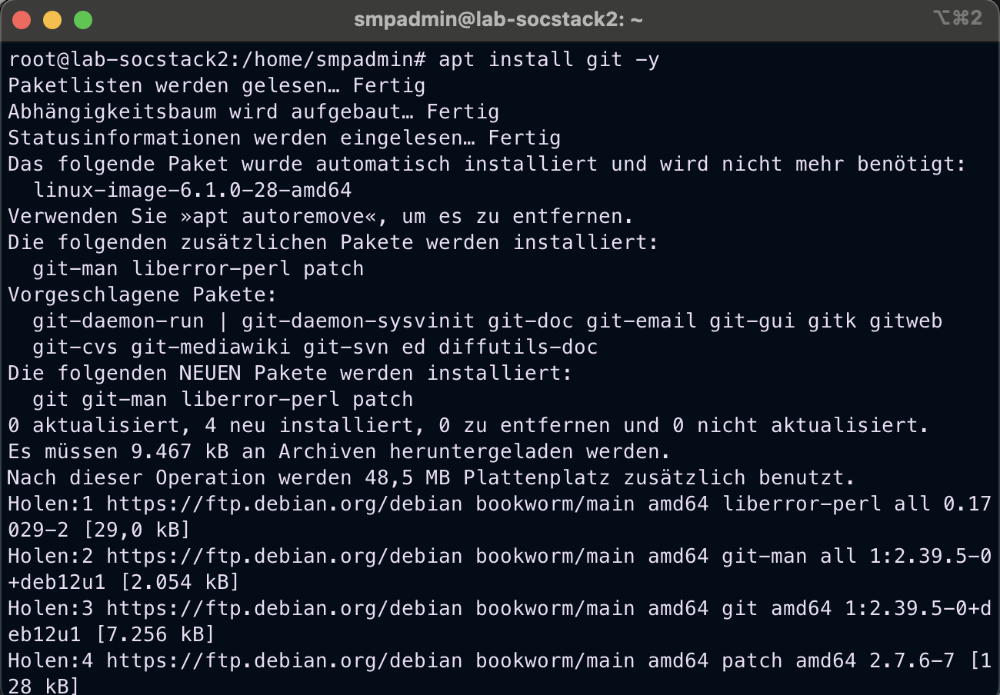 smpadmin@lab-socstack2: ~
⌥⌘2
root@lab-socstack2:/home/smpadmin# apt install git -y
Paketlisten werden gelesen… Fertig
Abhängigkeitsbaum wird aufgebaut… Fertig
Statusinformationen werden eingelesen… Fertig
Das folgende Paket wurde automatisch installiert und wird nicht mehr benötigt:
  linux-image-6.1.0-28-amd64
Verwenden Sie »apt autoremove«, um es zu entfernen.
Die folgenden zusätzlichen Pakete werden installiert:
  git-man liberror-perl patch
Vorgeschlagene Pakete:
  git-daemon-run | git-daemon-sysvinit git-doc git-email git-gui gitk gitweb
  git-cvs git-mediawiki git-svn ed diffutils-doc
Die folgenden NEUEN Pakete werden installiert:
  git git-man liberror-perl patch
0 aktualisiert, 4 neu installiert, 0 zu entfernen und 0 nicht aktualisiert.
Es müssen 9.467 kB an Archiven heruntergeladen werden.
Nach dieser Operation werden 48,5 MB Plattenplatz zusätzlich benutzt.
Holen:1 https://ftp.debian.org/debian bookworm/main amd64 liberror-perl all 0.17
029-2 [29,0 kB]
Holen:2 https://ftp.debian.org/debian bookworm/main amd64 git-man all 1:2.39.5-0
+deb12u1 [2.054 kB]
Holen:3 https://ftp.debian.org/debian bookworm/main amd64 git amd64 1:2.39.5-0+d
eb12u1 [7.256 kB]
Holen:4 https://ftp.debian.org/debian bookworm/main amd64 patch amd64 2.7.6-7 [1
28 kB]